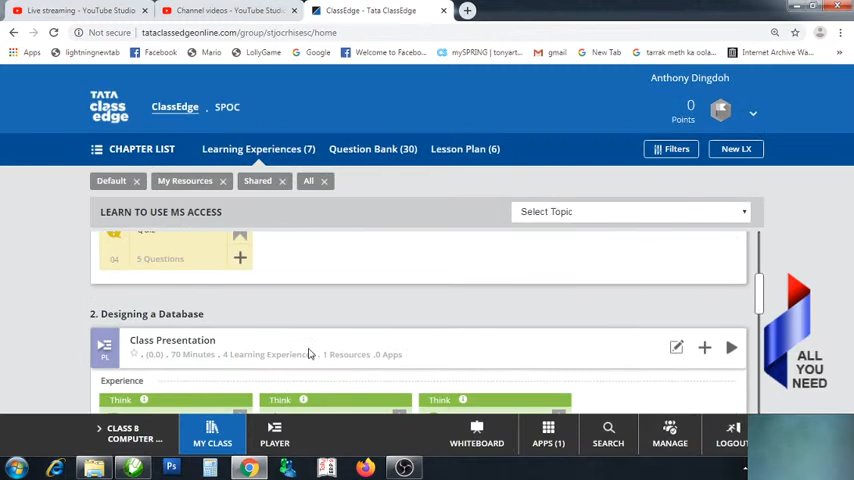 Live streaming - YouTube Studio
Channel videos - YouTube Studio
ClassEdge - Tata ClassEdge
Not secure | tataclassedgeonline.com/group/stjocrhisesc/home
Apps
lightningnewtab
Facebook
Mario
LollyGame
Google
Welcome to Facebo...
mySPRING | tonyart...
New Tab
tarrak meht ka oola...
Internet Archive Wa...
Anthony Dingdoh
TATA
class
edge
ClassEdge . SPOC
0
Points
CHAPTER LIST
Learning Experiences (7)
Question Bank (30)
Lesson Plan (6)
Filters
New LX
Default
My Resources
Shared
All
LEARN TO USE MS ACCESS
Select Topic
04
5 Questions
2. Designing a Database
Class Presentation
PL
(0.0) . 70 Minutes . 4 Learning Experienc . 1 Resources .0 Apps
Experience
Think
Think
Think
ALL
YOU
NEED
CLASS 8
COMPUTER ...
MY CLASS
PLAYER
WHITEBOARD
APPS (1)
SEARCH
MANAGE
LOGOUT
Ps